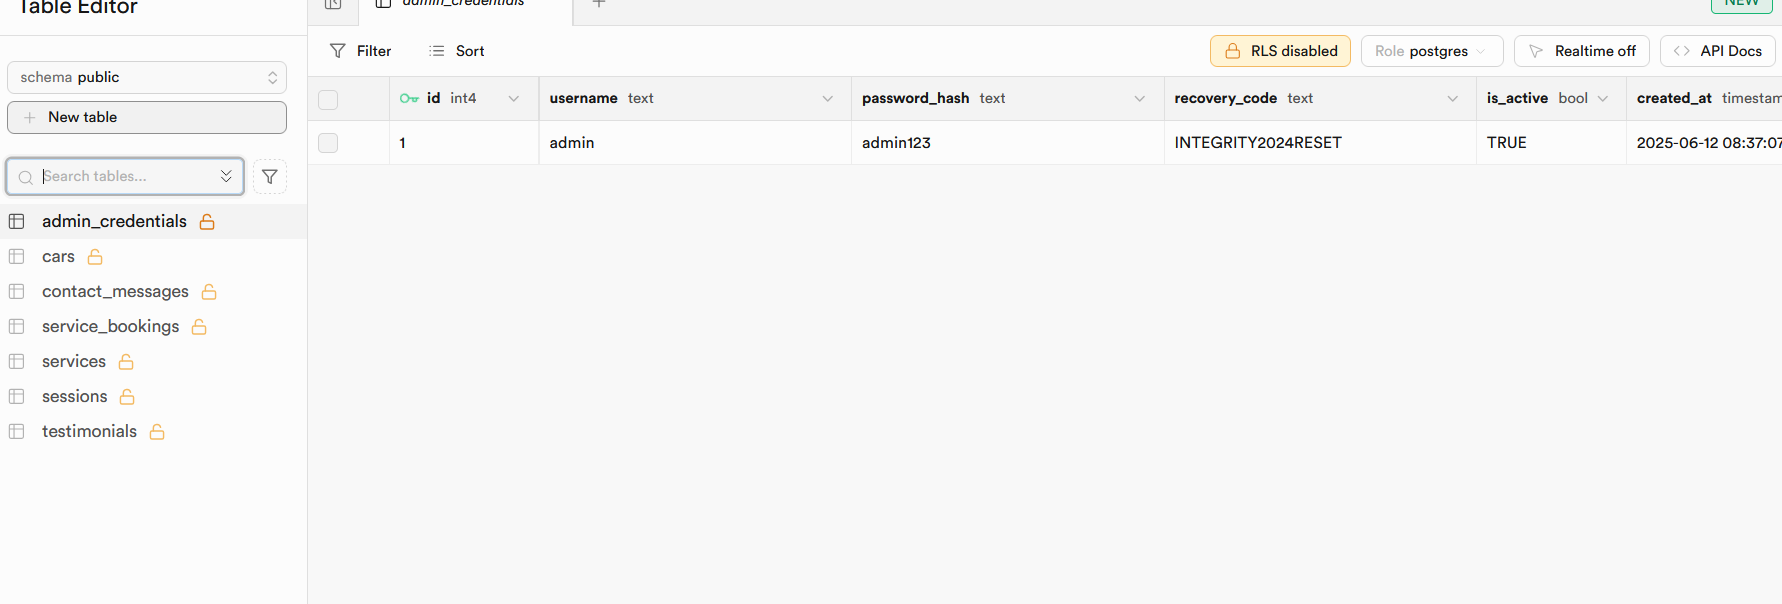 Table Editor
admin_credentials
NEW
schema public
New table
Search tables...
admin_credentials
cars
contact_messages
service_bookings
services
sessions
testimonials
Filter Sort RLS disabled Role postgres Realtime off API Docs
id int4 username text password_hash text recovery_code text is_active bool created_at timestam
1 admin admin123 INTEGRITY2024RESET TRUE 2025-06-12 08:37:07